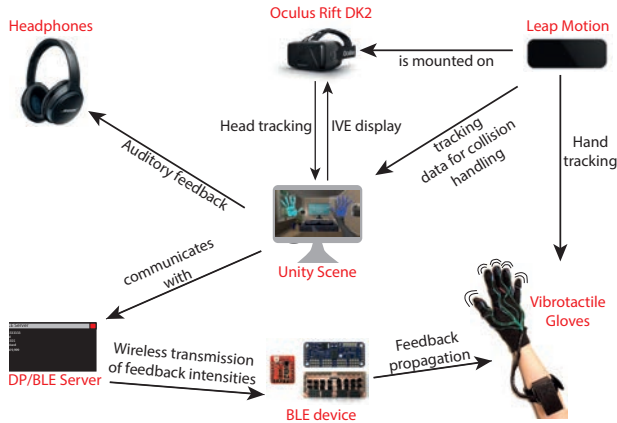 Headphones
Oculus Rift DK2
Leap Motion
is mounted on
Head tracking
IVE display
tracking
data for collision
handling
Hand
tracking
Auditory feedback
Unity Scene
communicates
with
Vibrotactile
Gloves
DP/BLE Server
Wireless transmission
of feedback intensities
Feedback
propagation
BLE device